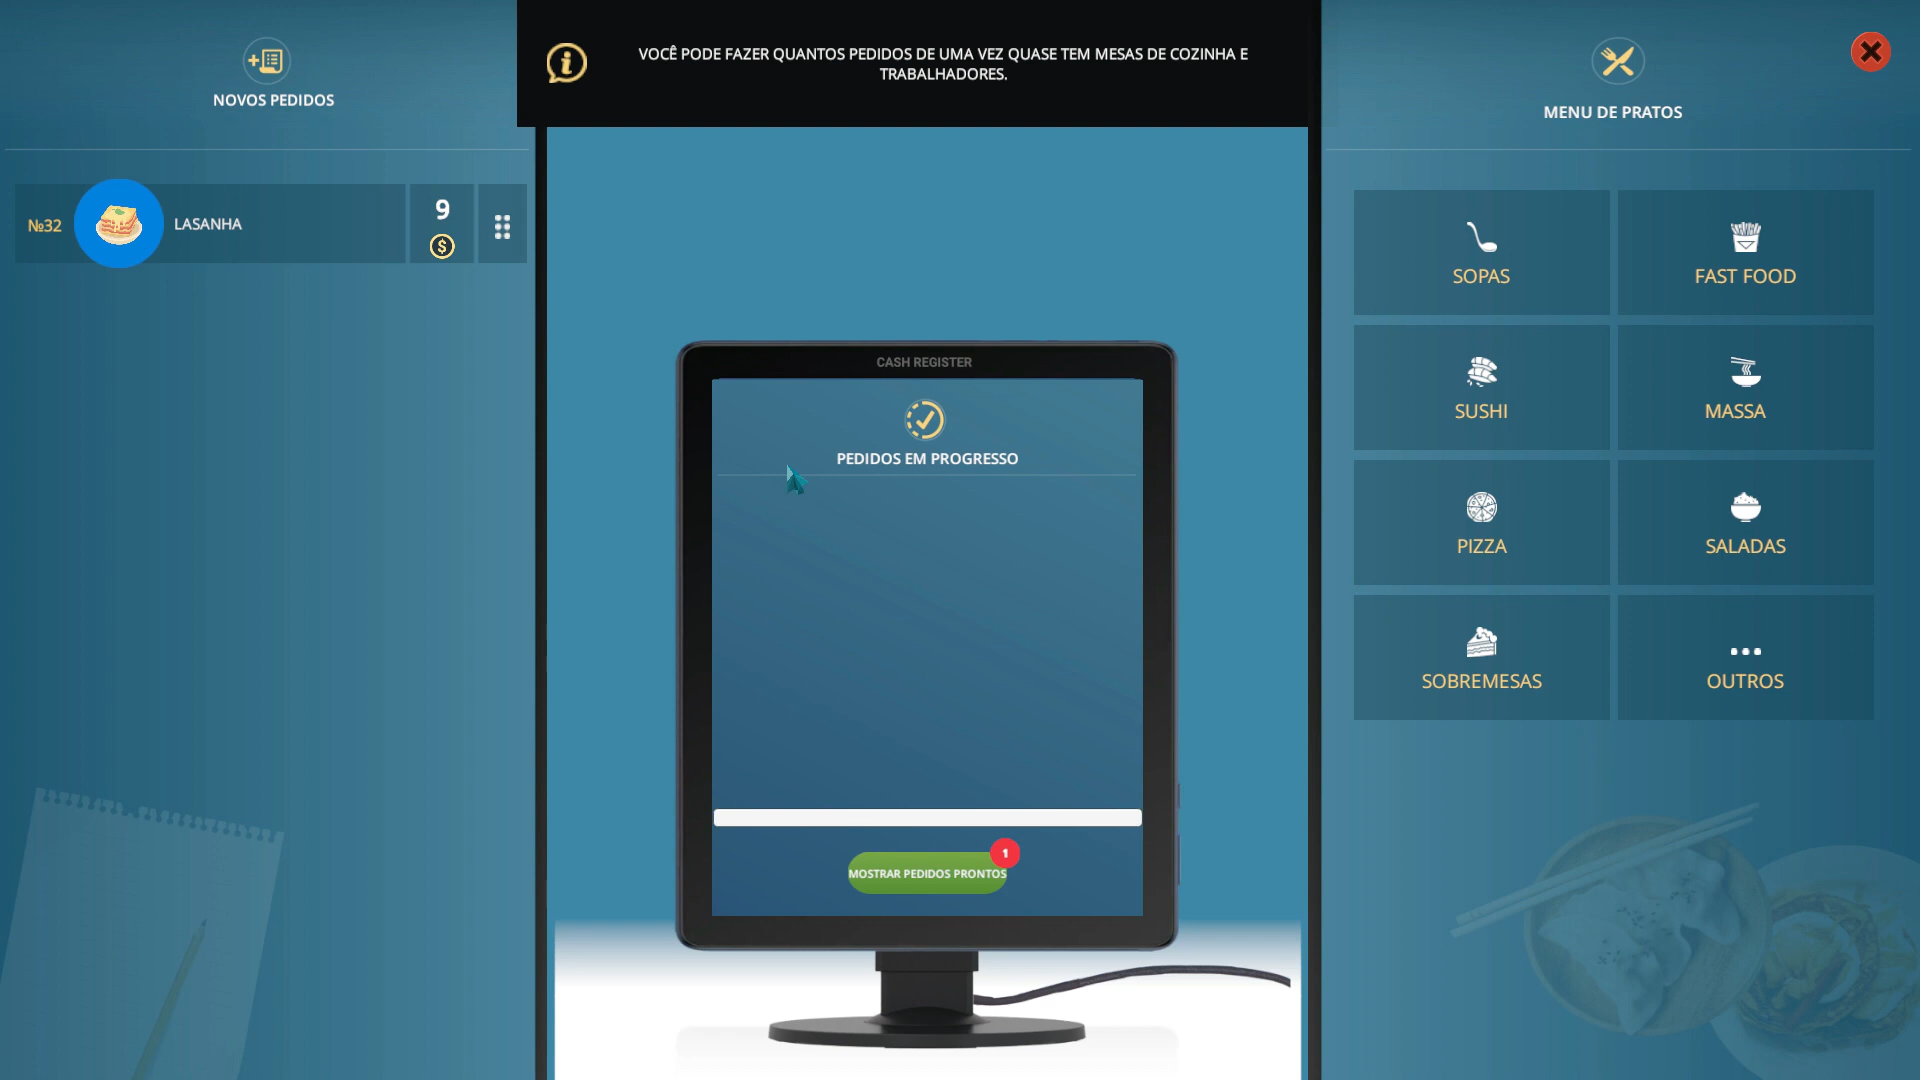 NOVOS PEDIDOS
№32
LASANHA
9
VOCÊ PODE FAZER QUANTOS PEDIDOS DE UMA VEZ QUASE TEM MESAS DE COZINHA E
TRABALHADORES.
CASH REGISTER
PEDIDOS EM PROGRESSO
1
MOSTRAR PEDIDOS PRONTOS
MENU DE PRATOS
SOPAS
FAST FOOD
SUSHI
MASSA
PIZZA
SALADAS
SOBREMESAS
OUTROS